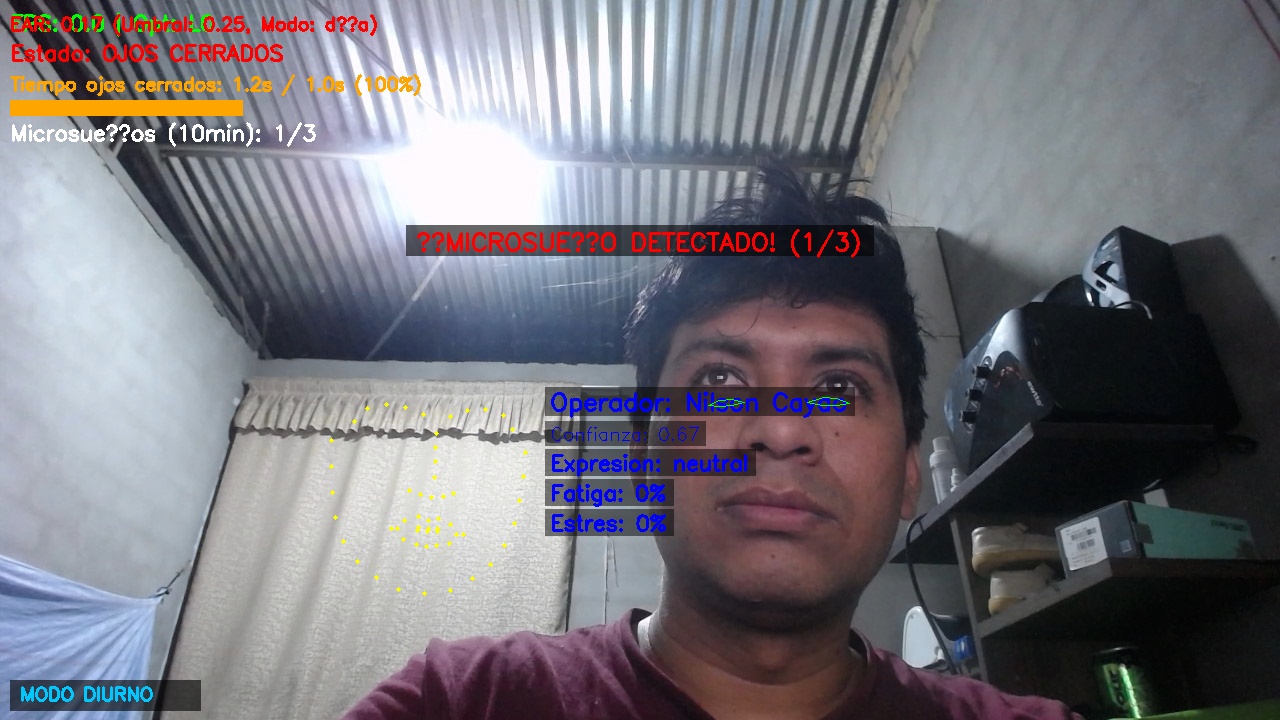 EAR: 0.17 (Umbral: 0.25, Modo: d??a)
Estado: OJOS CERRADOS
Tiempo ojos cerrados: 1.2s / 1.0s (100%)
Microsue??os (10min): 1/3
??MICROSUE??O DETECTADO! (1/3)
Operador: Nilson Cayao
Confianza: 0.67
Expresion: neutral
Fatiga: 0%
Estres: 0%
MODO DIURNO